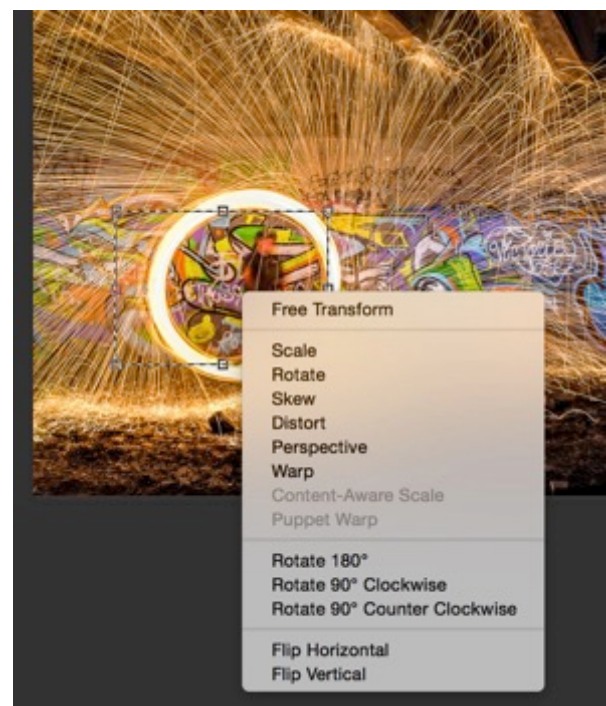 Free Transform
Scale
Rotate
Skew
Distort
Perspective
Warp
Content-Aware Scale
Puppet Warp
Rotate 180°
Rotate 90° Clockwise
Rotate 90° Counter Clockwise
Flip Horizontal
Flip Vertical